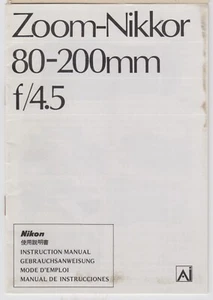 Zoom-Nikkor
80-200mm
f/4.5
Nikon
使用説明書
INSTRUCTION MANUAL
GEBRAUCHSANWEISUNG
MODE D'EMPLOI
MANUAL DE INSTRUCCIONES
Ai